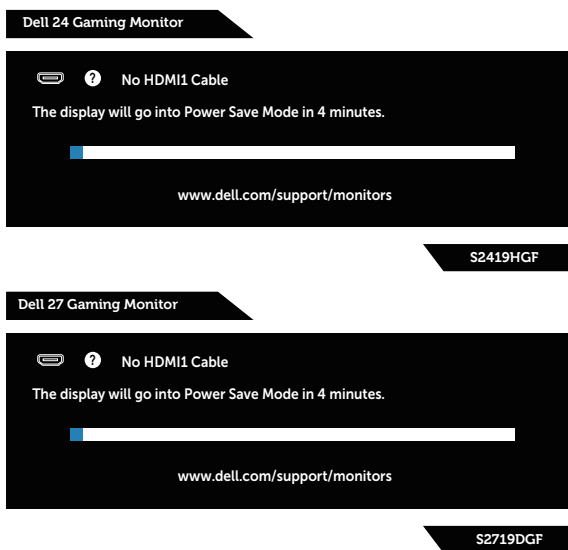 Dell 24 Gaming Monitor
? No HDMI1 Cable
The display will go into Power Save Mode in 4 minutes.
www.dell.com/support/monitors
S2419HGF
Dell 27 Gaming Monitor
? No HDMI1 Cable
The display will go into Power Save Mode in 4 minutes.
www.dell.com/support/monitors
S2719DGF